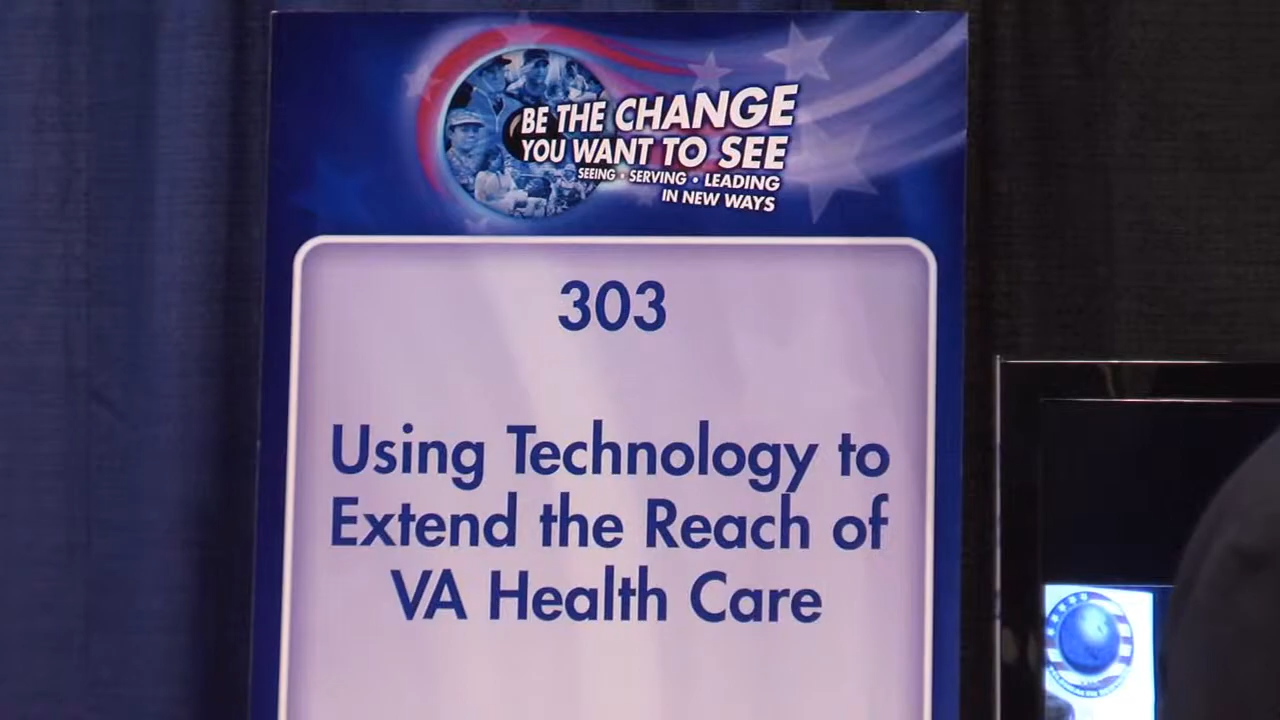 BE THE CHANGE
YOU WANT TO SEE
SEEING • SERVING • LEADING
IN NEW WAYS
303
Using Technology to
Extend the Reach of
VA Health Care